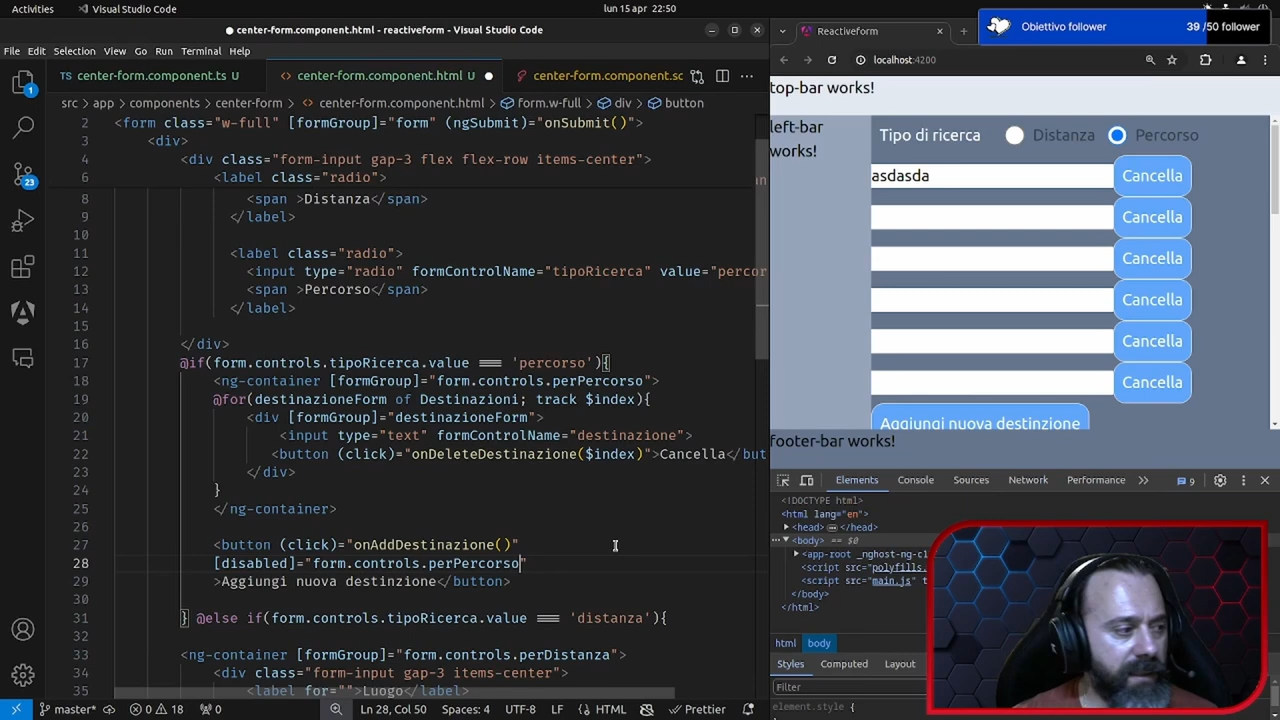 Activities
Visual Studio Code
lun 15 apr 22:50
center-form.component.html - reactiveform - Visual Studio Code
File Edit Selection View Go Run Terminal Help
center-form.component.ts U
center-form.component.html U
center-form.component.sc
src > app > components > center-form > center-form.component.html > form.w-full > div > button
2 <form class="w-full" [formGroup]="form" (ngSubmit)="onSubmit()">
3 <div>
4 <div class="form-input gap-3 flex flex-row items-center">
6 <label class="radio">
8 <span >Distanza</span>
9 </label>
10
11 <label class="radio">
12 <input type="radio" formControlName="tipoRicerca" value="percor
13 <span >Percorso</span>
14 </label>
15
16 </div>
17 @if(form.controls.tipoRicerca.value === 'percorso'){
18 <ng-container [formGroup]="form.controls.perPercorso">
19 @for(destinazioneForm of Destinazioni; track $index){
20 <div [formGroup]="destinazioneForm">
21 <input type="text" formControlName="destinazione">
22 <button (click)="onDeleteDestinazione($index)">Cancella</but
23 </div>
24 }
25 </ng-container>
26
27 <button (click)="onAddDestinazione()"
28 [disabled]="form.controls.perPercorso"
29 >Aggiungi nuova destinzione</button>
30
31 } @else if(form.controls.tipoRicerca.value === 'distanza'){
32
33 <ng-container [formGroup]="form.controls.perDistanza">
34 <div class="form-input gap-3 items-center">
35 <label for="">Luogo</label>
1
23
master*
0 18
0
Ln 28, Col 50
Spaces: 4
UTF-8
LF
HTML
Prettier
Obiettivo follower
39 /50 follower
Reactiveform
localhost:4200
top-bar works!
left-bar
works!
Tipo di ricerca
Distanza
Percorso
asdasda
Cancella
Cancella
Cancella
Cancella
Cancella
Cancella
Aggiungi nuova destinzione
footer-bar works!
Elements Console Sources Network Performance
9
<!DOCTYPE html>
<html lang="en">
<head> </head>
<body> == $0
<app-root _nghost-ng-c
<script src="polyfills.
<script src="main.js" t
</body>
</html>
html body
Styles Computed Layout
Filter
element.style {